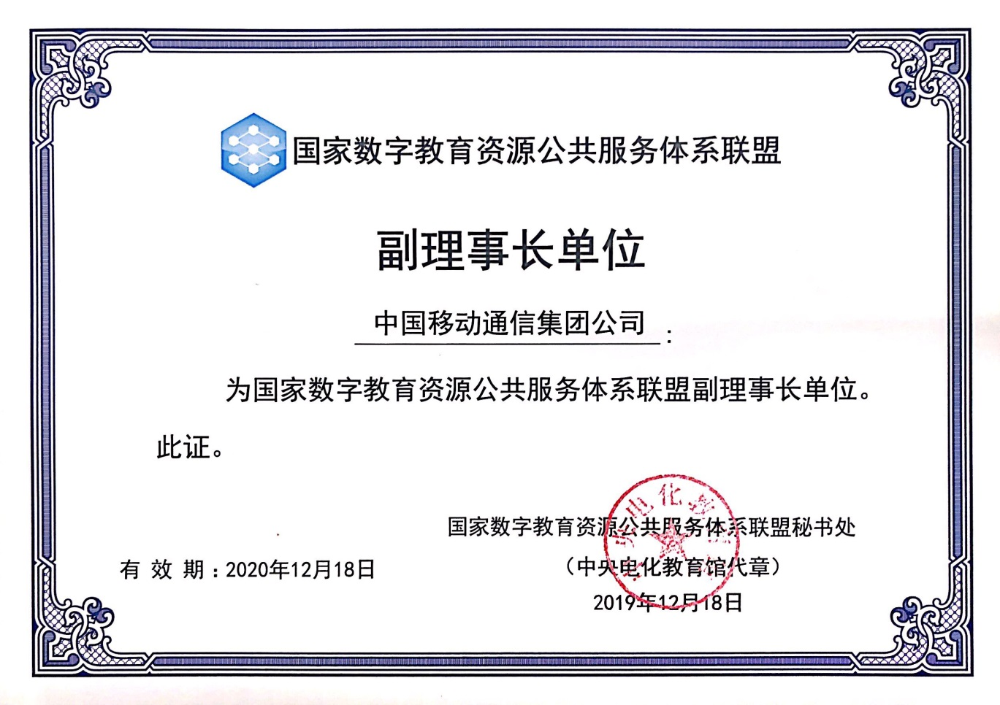 国家数字教育资源公共服务体系联盟
副理事长单位
中国移动通信集团公司：
为国家数字教育资源公共服务体系联盟副理事长单位。
此证。
国家数字教育资源公共服务体系联盟秘书处
有效期：2020年12月18日
（中央电化教育馆代章）
2019年12月18日
央电化教